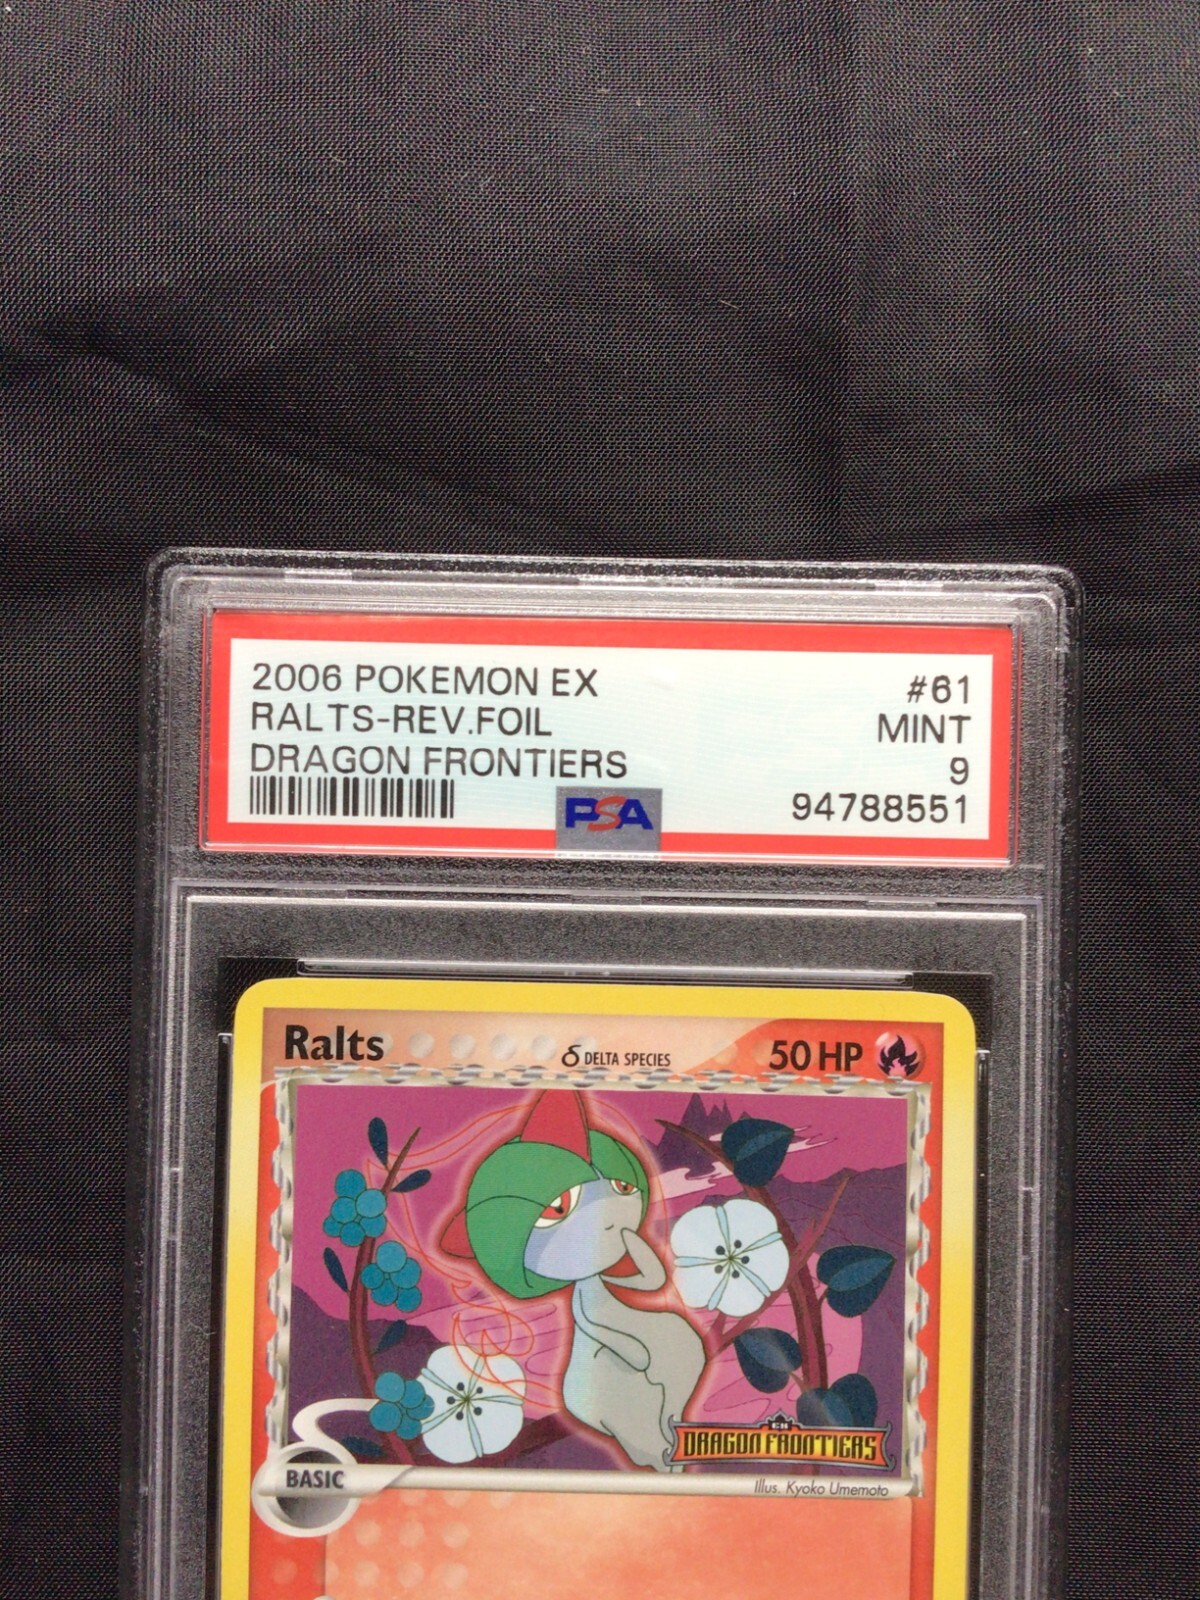 2006 POKEMON EX #61
RALTS-REV.FOIL MINT
DRAGON FRONTIERS 9
PSA 94788551
Ralts δ DELTA SPECIES 50 HP
EX
DRAGON FRONTIERS
BASIC
Illus. Kyoko Umemoto